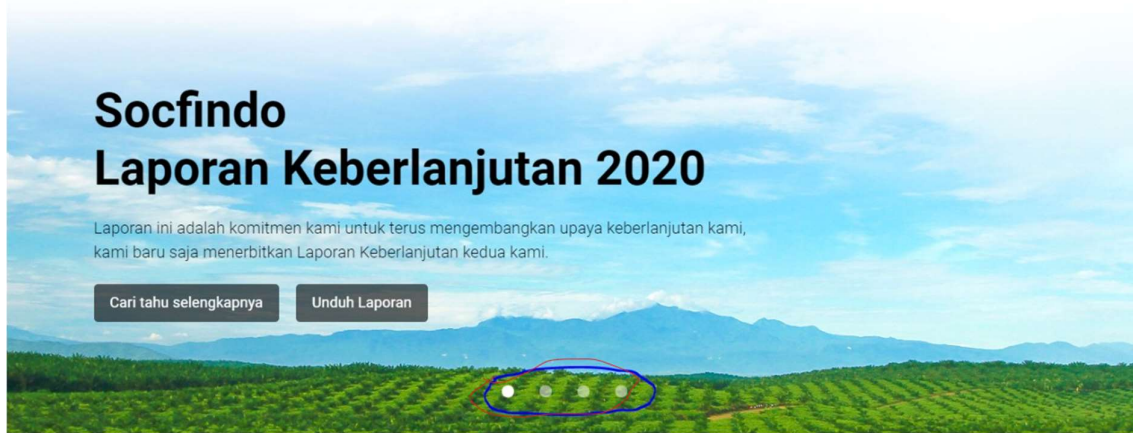 Socfindo
Laporan Keberlanjutan 2020
Laporan ini adalah komitmen kami untuk terus mengembangkan upaya keberlanjutan kami,
kami baru saja menerbitkan Laporan Keberlanjutan kedua kami.
Cari tahu selengkapnya
Unduh Laporan